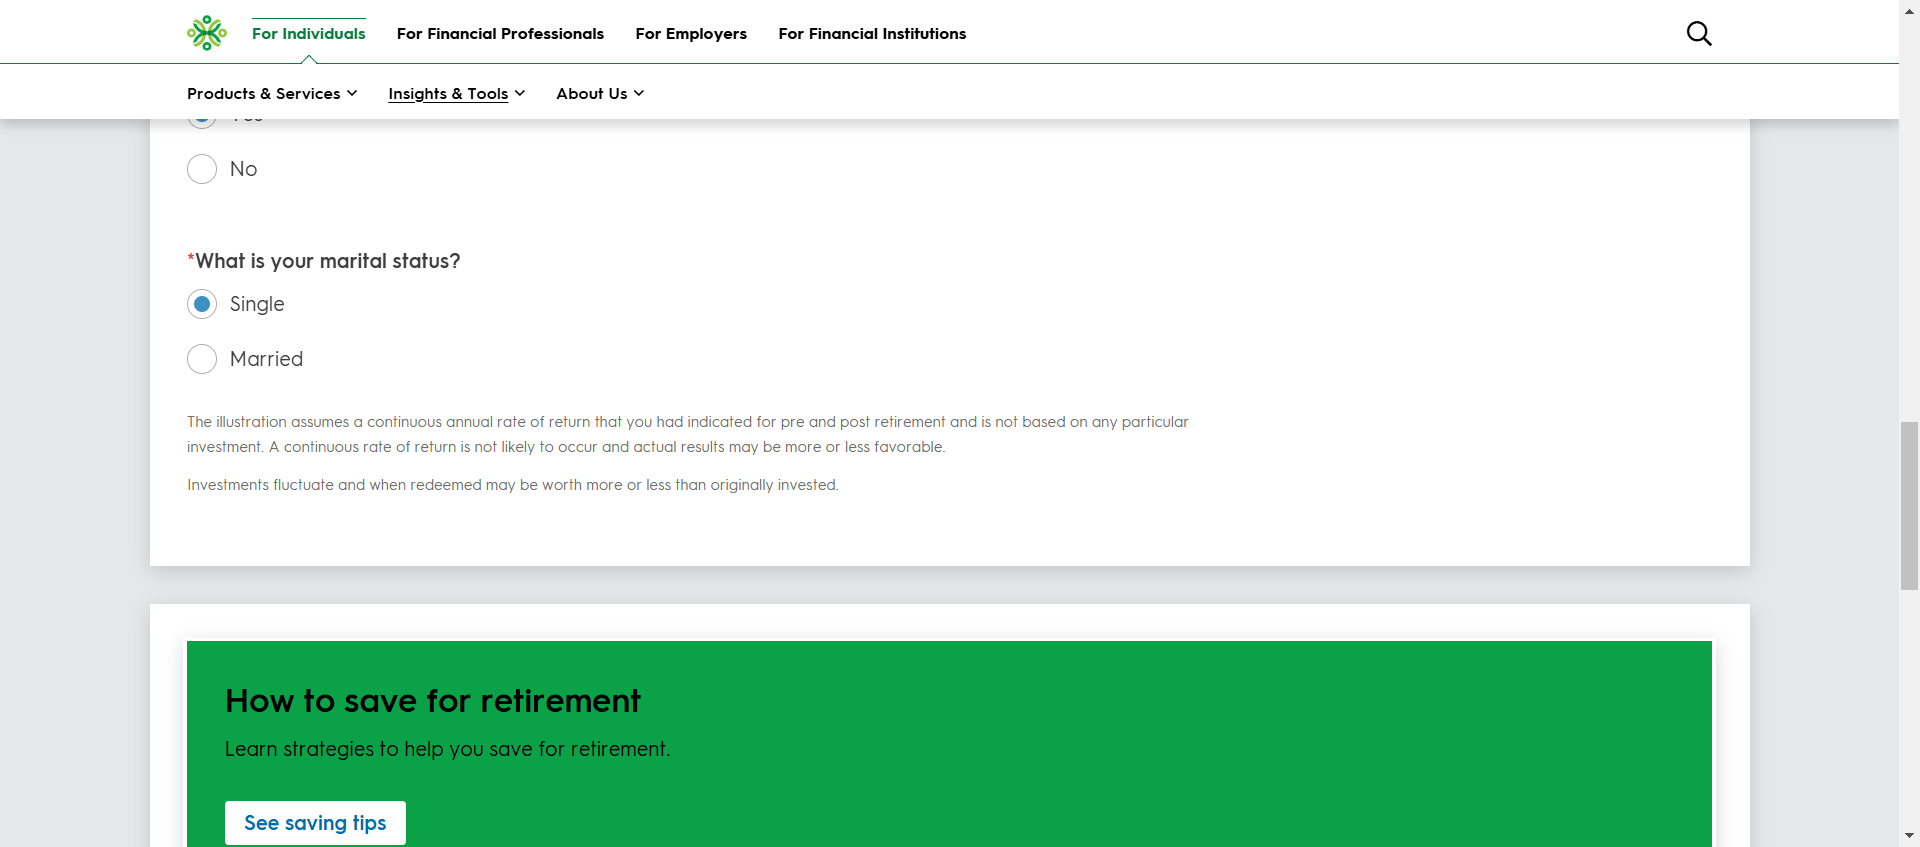 For Individuals
For Financial Professionals
For Employers
For Financial Institutions
Products & Services
Insights & Tools
About Us
No
*What is your marital status?
Single
Married
The illustration assumes a continuous annual rate of return that you had indicated for pre and post retirement and is not based on any particular
investment. A continuous rate of return is not likely to occur and actual results may be more or less favorable.
Investments fluctuate and when redeemed may be worth more or less than originally invested.
How to save for retirement
Learn strategies to help you save for retirement.
See saving tips